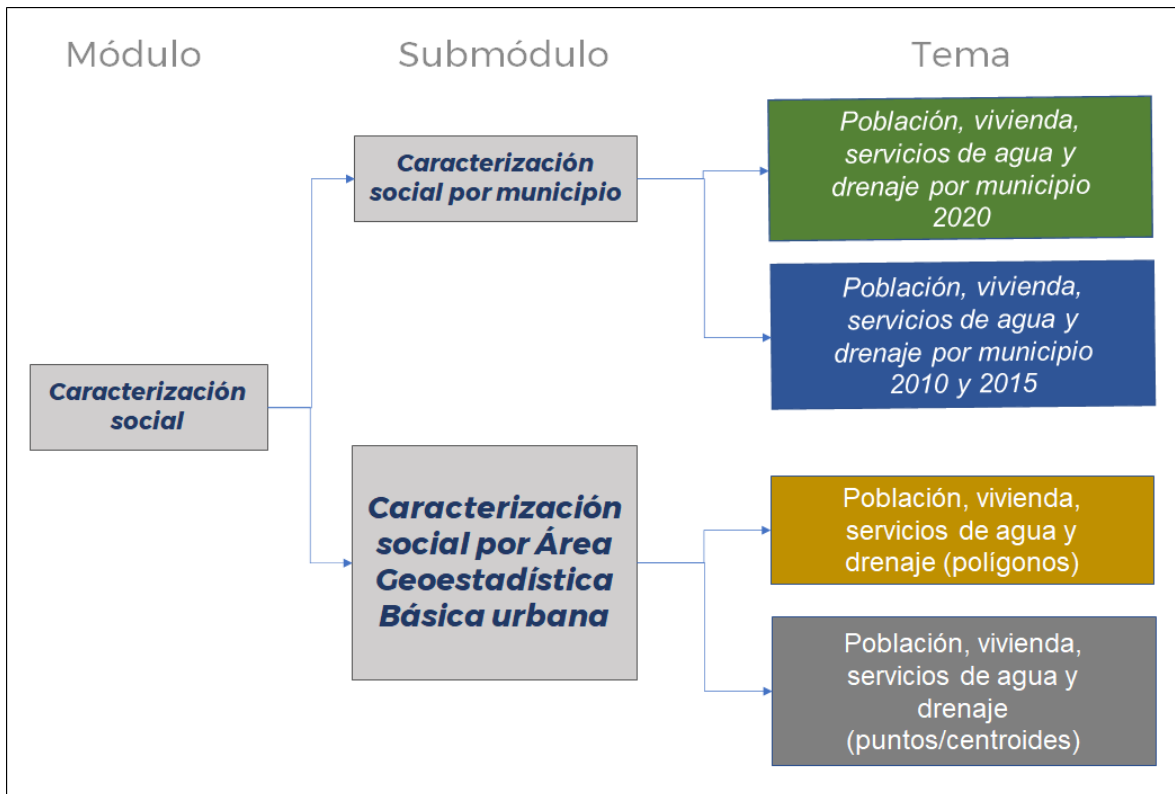 Módulo
Submódulo
Tema
Caracterización
social
Caracterización
social por municipio
Población, vivienda,
servicios de agua y
drenaje por municipio
2020
Población, vivienda,
servicios de agua y
drenaje por municipio
2010 y 2015
Caracterización
social por Área
Geoestadística
Básica urbana
Población, vivienda,
servicios de agua y
drenaje (polígonos)
Población, vivienda,
servicios de agua y
drenaje
(puntos/centroides)